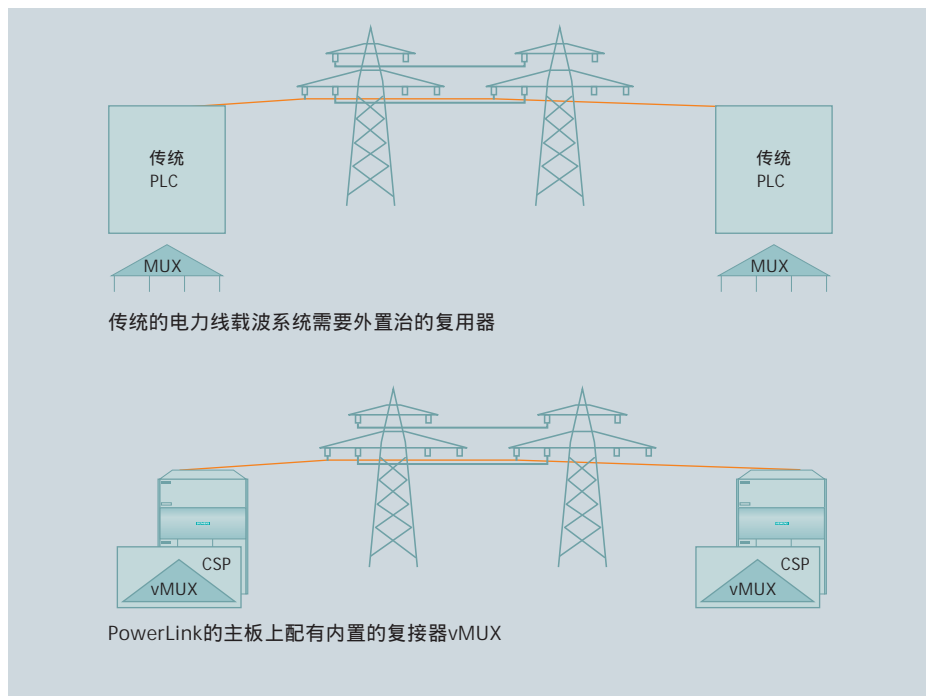 传统
PLC
传统
PLC
MUX
MUX
传统的电力线载波系统需要外置治的复用器
CSP
vMUX
CSP
vMUX
PowerLink的主板上配有内置的复接器vMUX